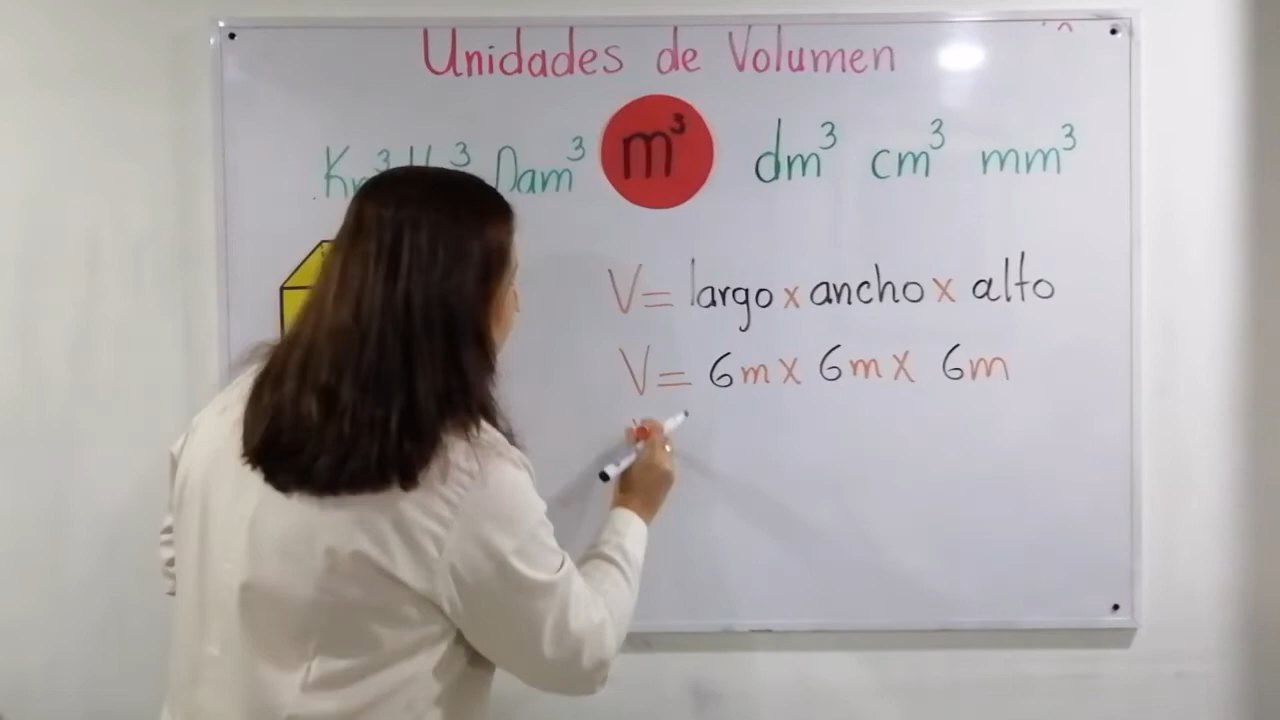 Unidades de Volumen
Dam³ m³ dm³ cm³ mm³
V= largo x ancho x alto
V= 6m x 6m x 6m